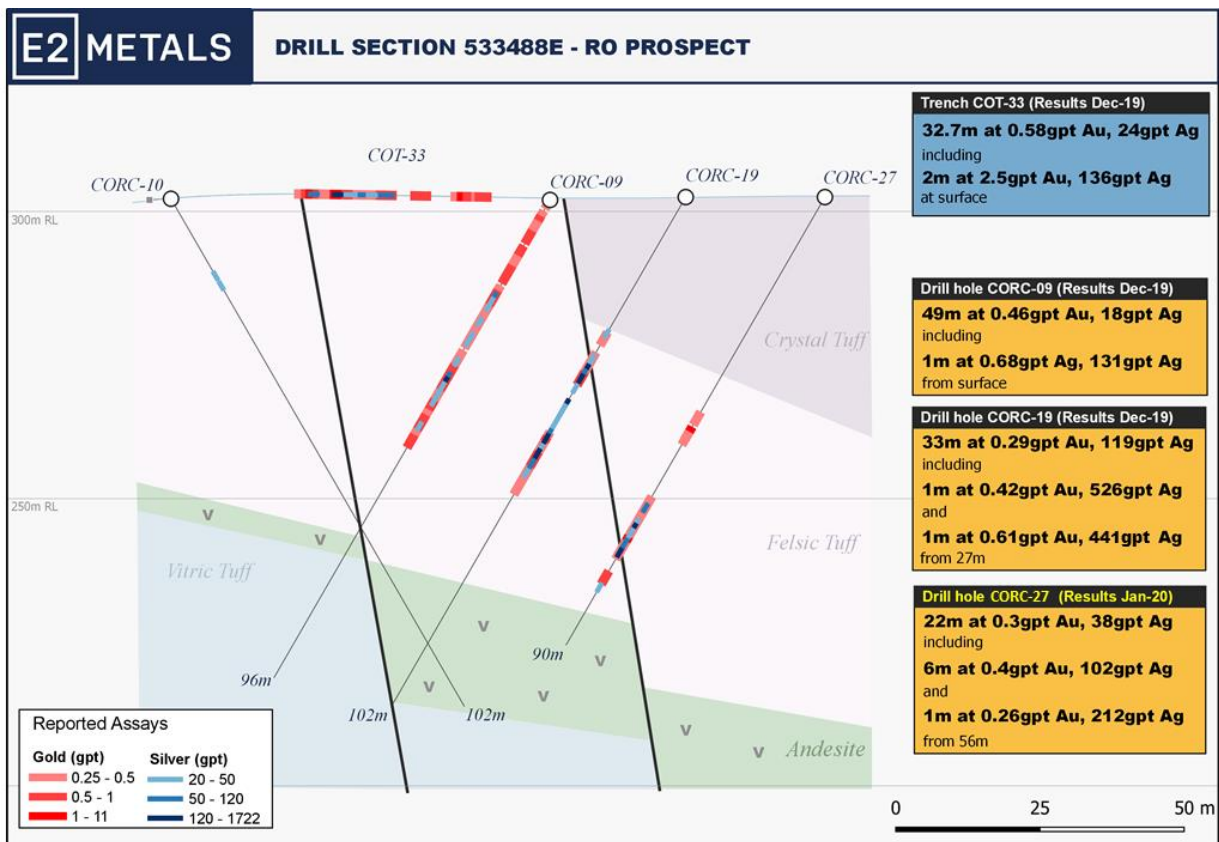 E2 METALS
DRILL SECTION 533488E - RO PROSPECT
Trench COT-33 (Results Dec-19)
32.7m at 0.58gpt Au, 24gpt Ag
including
2m at 2.5gpt Au, 136gpt Ag
at surface
COT-33
CORC-10
CORC-09
CORC-19
CORC-27
300m RL
Drill hole CORC-09 (Results Dec-19)
49m at 0.46gpt Au, 18gpt Ag
including
1m at 0.68gpt Ag, 131gpt Ag
from surface
Crystal Tuff
Drill hole CORC-19 (Results Dec-19)
33m at 0.29gpt Au, 119gpt Ag
including
1m at 0.42gpt Au, 526gpt Ag
and
1m at 0.61gpt Au, 441gpt Ag
from 27m
250m RL
v
v
Felsic Tuff
Vitric Tuff
Drill hole CORC-27 (Results Jan-20)
22m at 0.3gpt Au, 38gpt Ag
including
6m at 0.4gpt Au, 102gpt Ag
and
1m at 0.26gpt Au, 212gpt Ag
from 56m
v
v
90m
96m
v
v
102m
102m
v
v
Andesite
Reported Assays
Gold (gpt)
Silver (gpt)
0.25 - 0.5
20 - 50
0.5 - 1
50 - 120
1 - 11
120 - 1722
0
25
50 m